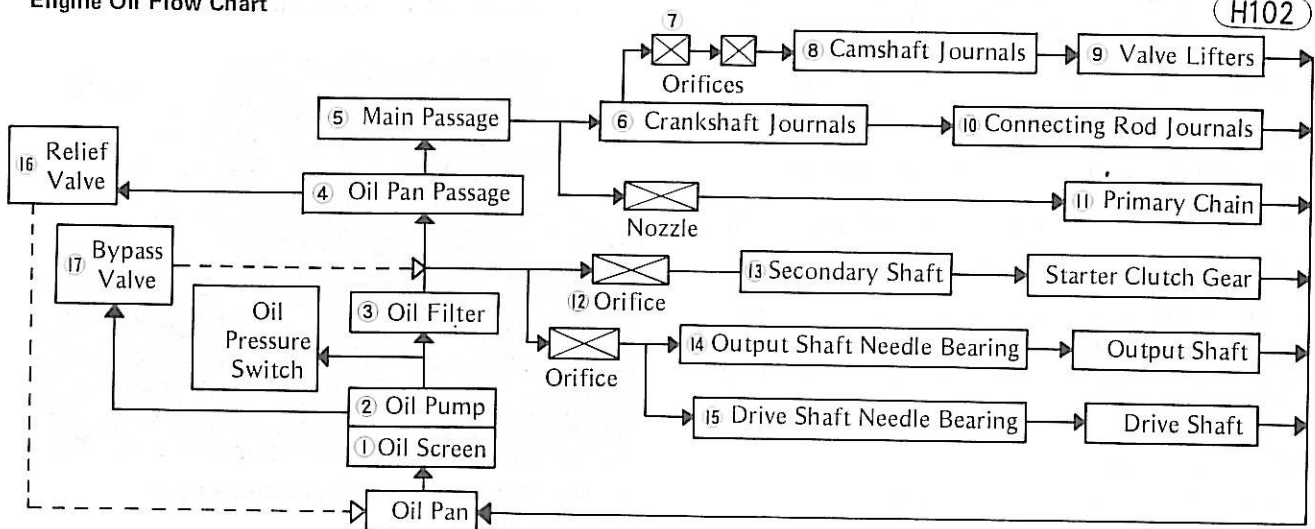 Engine Oil Flow Chart
H102
⑦
Orifices
⑧ Camshaft Journals
⑨ Valve Lifters
⑤ Main Passage
⑥ Crankshaft Journals
⑩ Connecting Rod Journals
⑯ Relief
Valve
④ Oil Pan Passage
Nozzle
⑪ Primary Chain
⑰ Bypass
Valve
⑫ Orifice
⑬ Secondary Shaft
Starter Clutch Gear
Oil
Pressure
Switch
③ Oil Filter
Orifice
⑭ Output Shaft Needle Bearing
Output Shaft
② Oil Pump
⑮ Drive Shaft Needle Bearing
Drive Shaft
① Oil Screen
Oil Pan